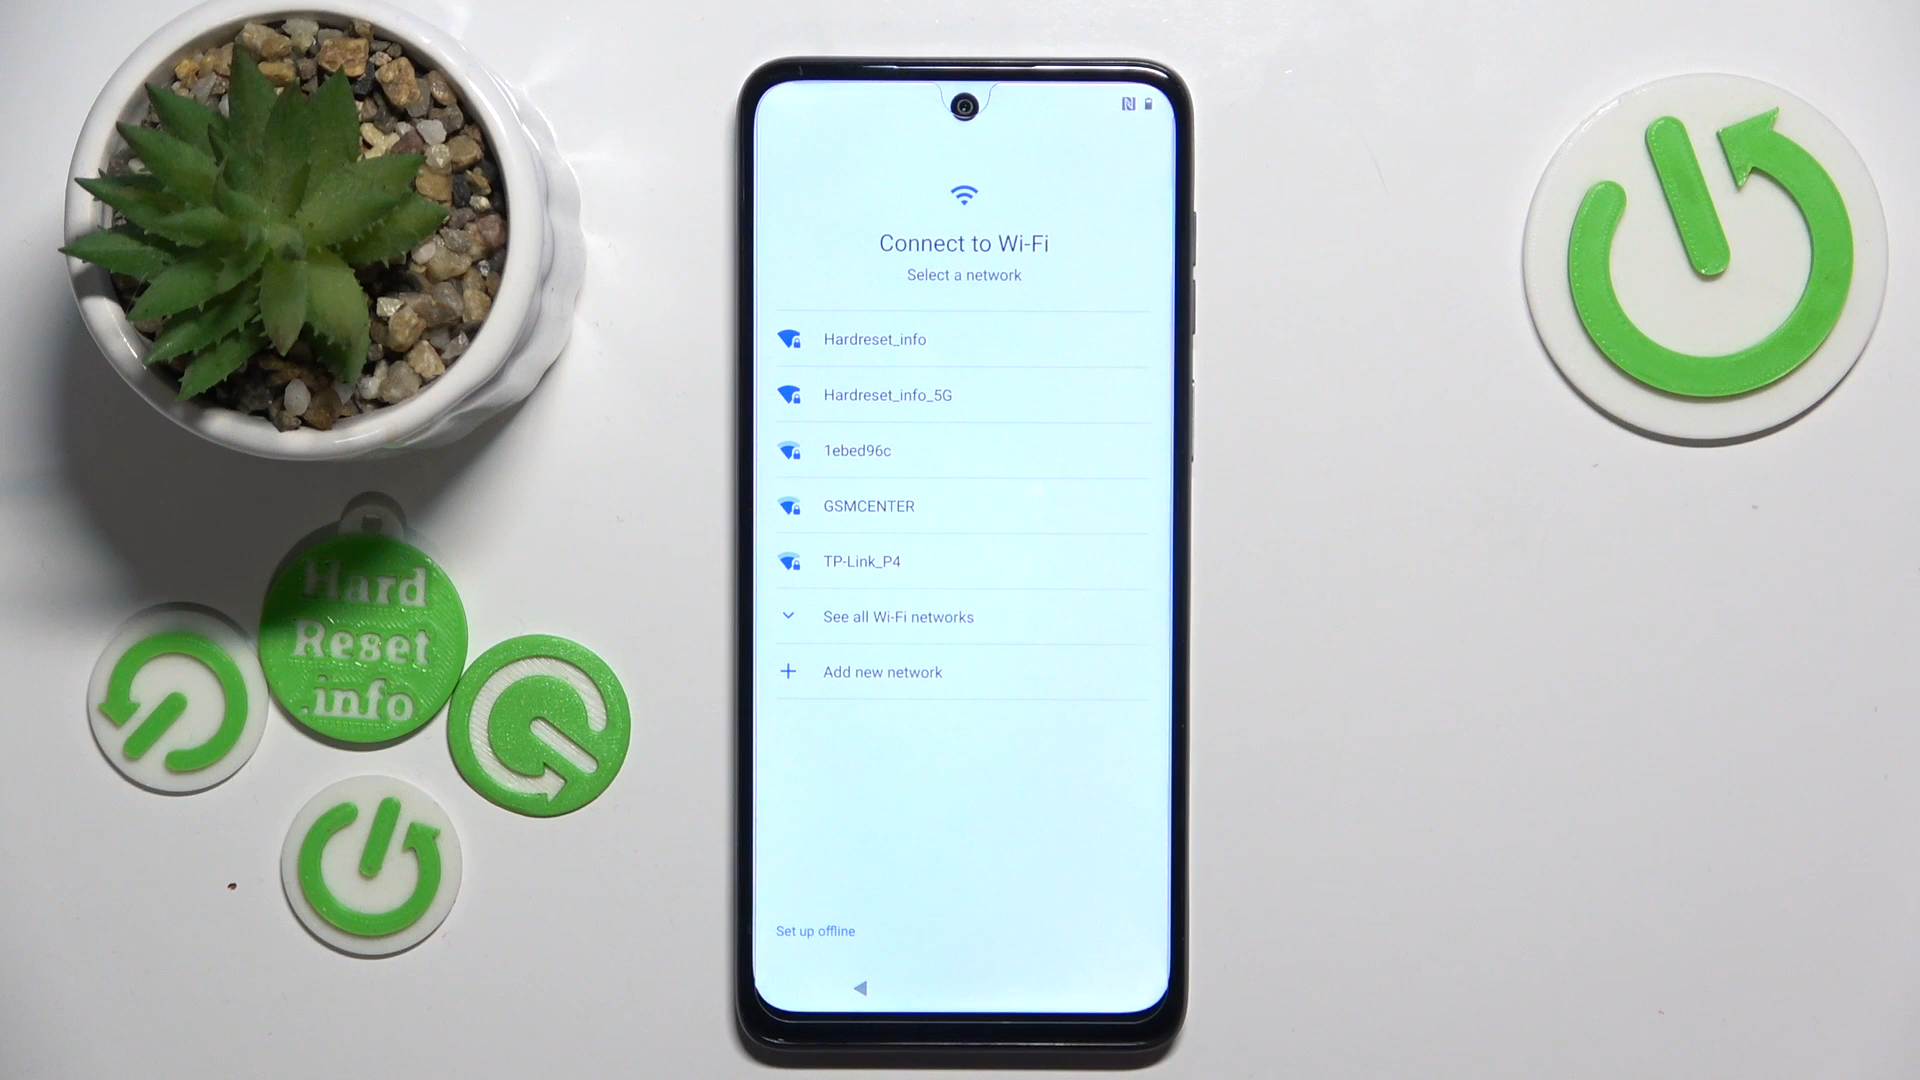 Connect to Wi-Fi
Select a network
Hardreset_info
Hardreset_info_5G
1ebed96c
GSMCENTER
TP-Link_P4
See all Wi-Fi networks
Add new network
Set up offline
Hard
Reset
.info